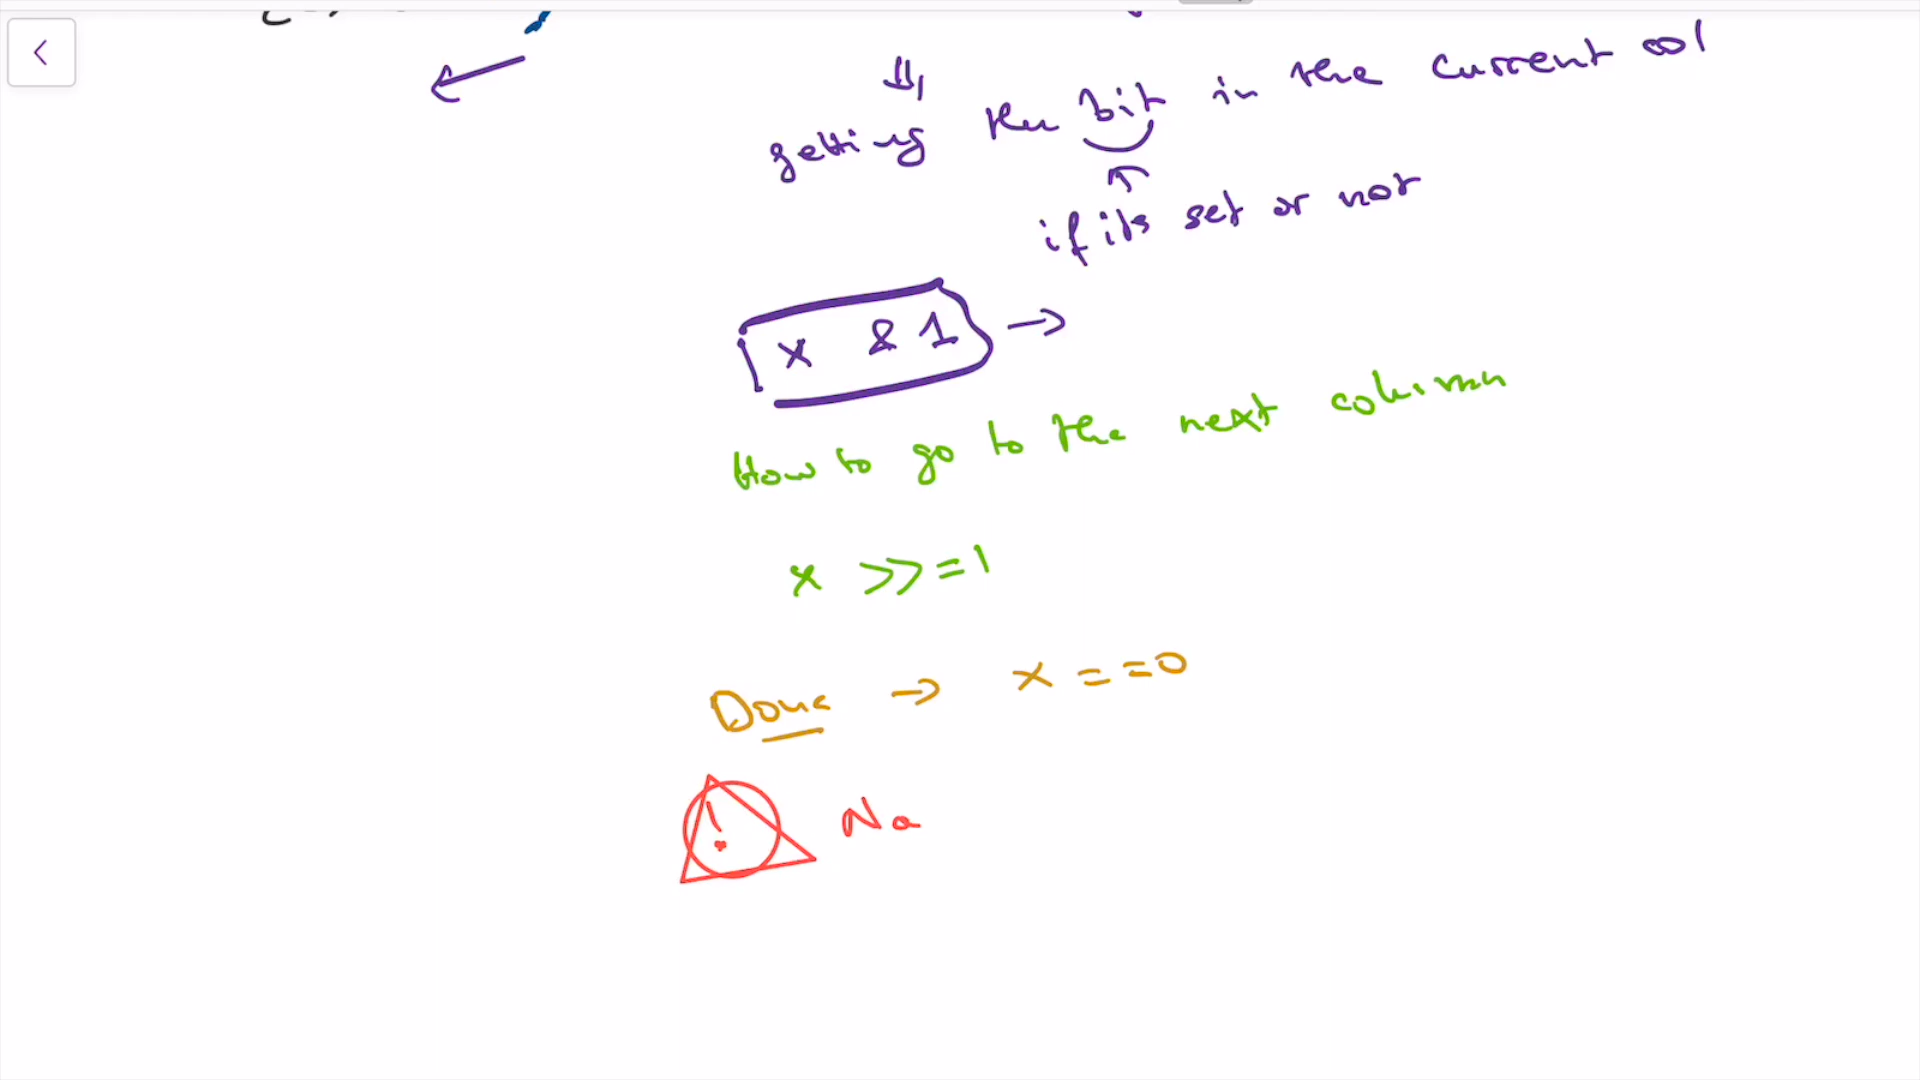 getting the bit in the current col
if its set or not
x & 1 →
How to go to the next column
x >>= 1
Done → x == 0
! Na